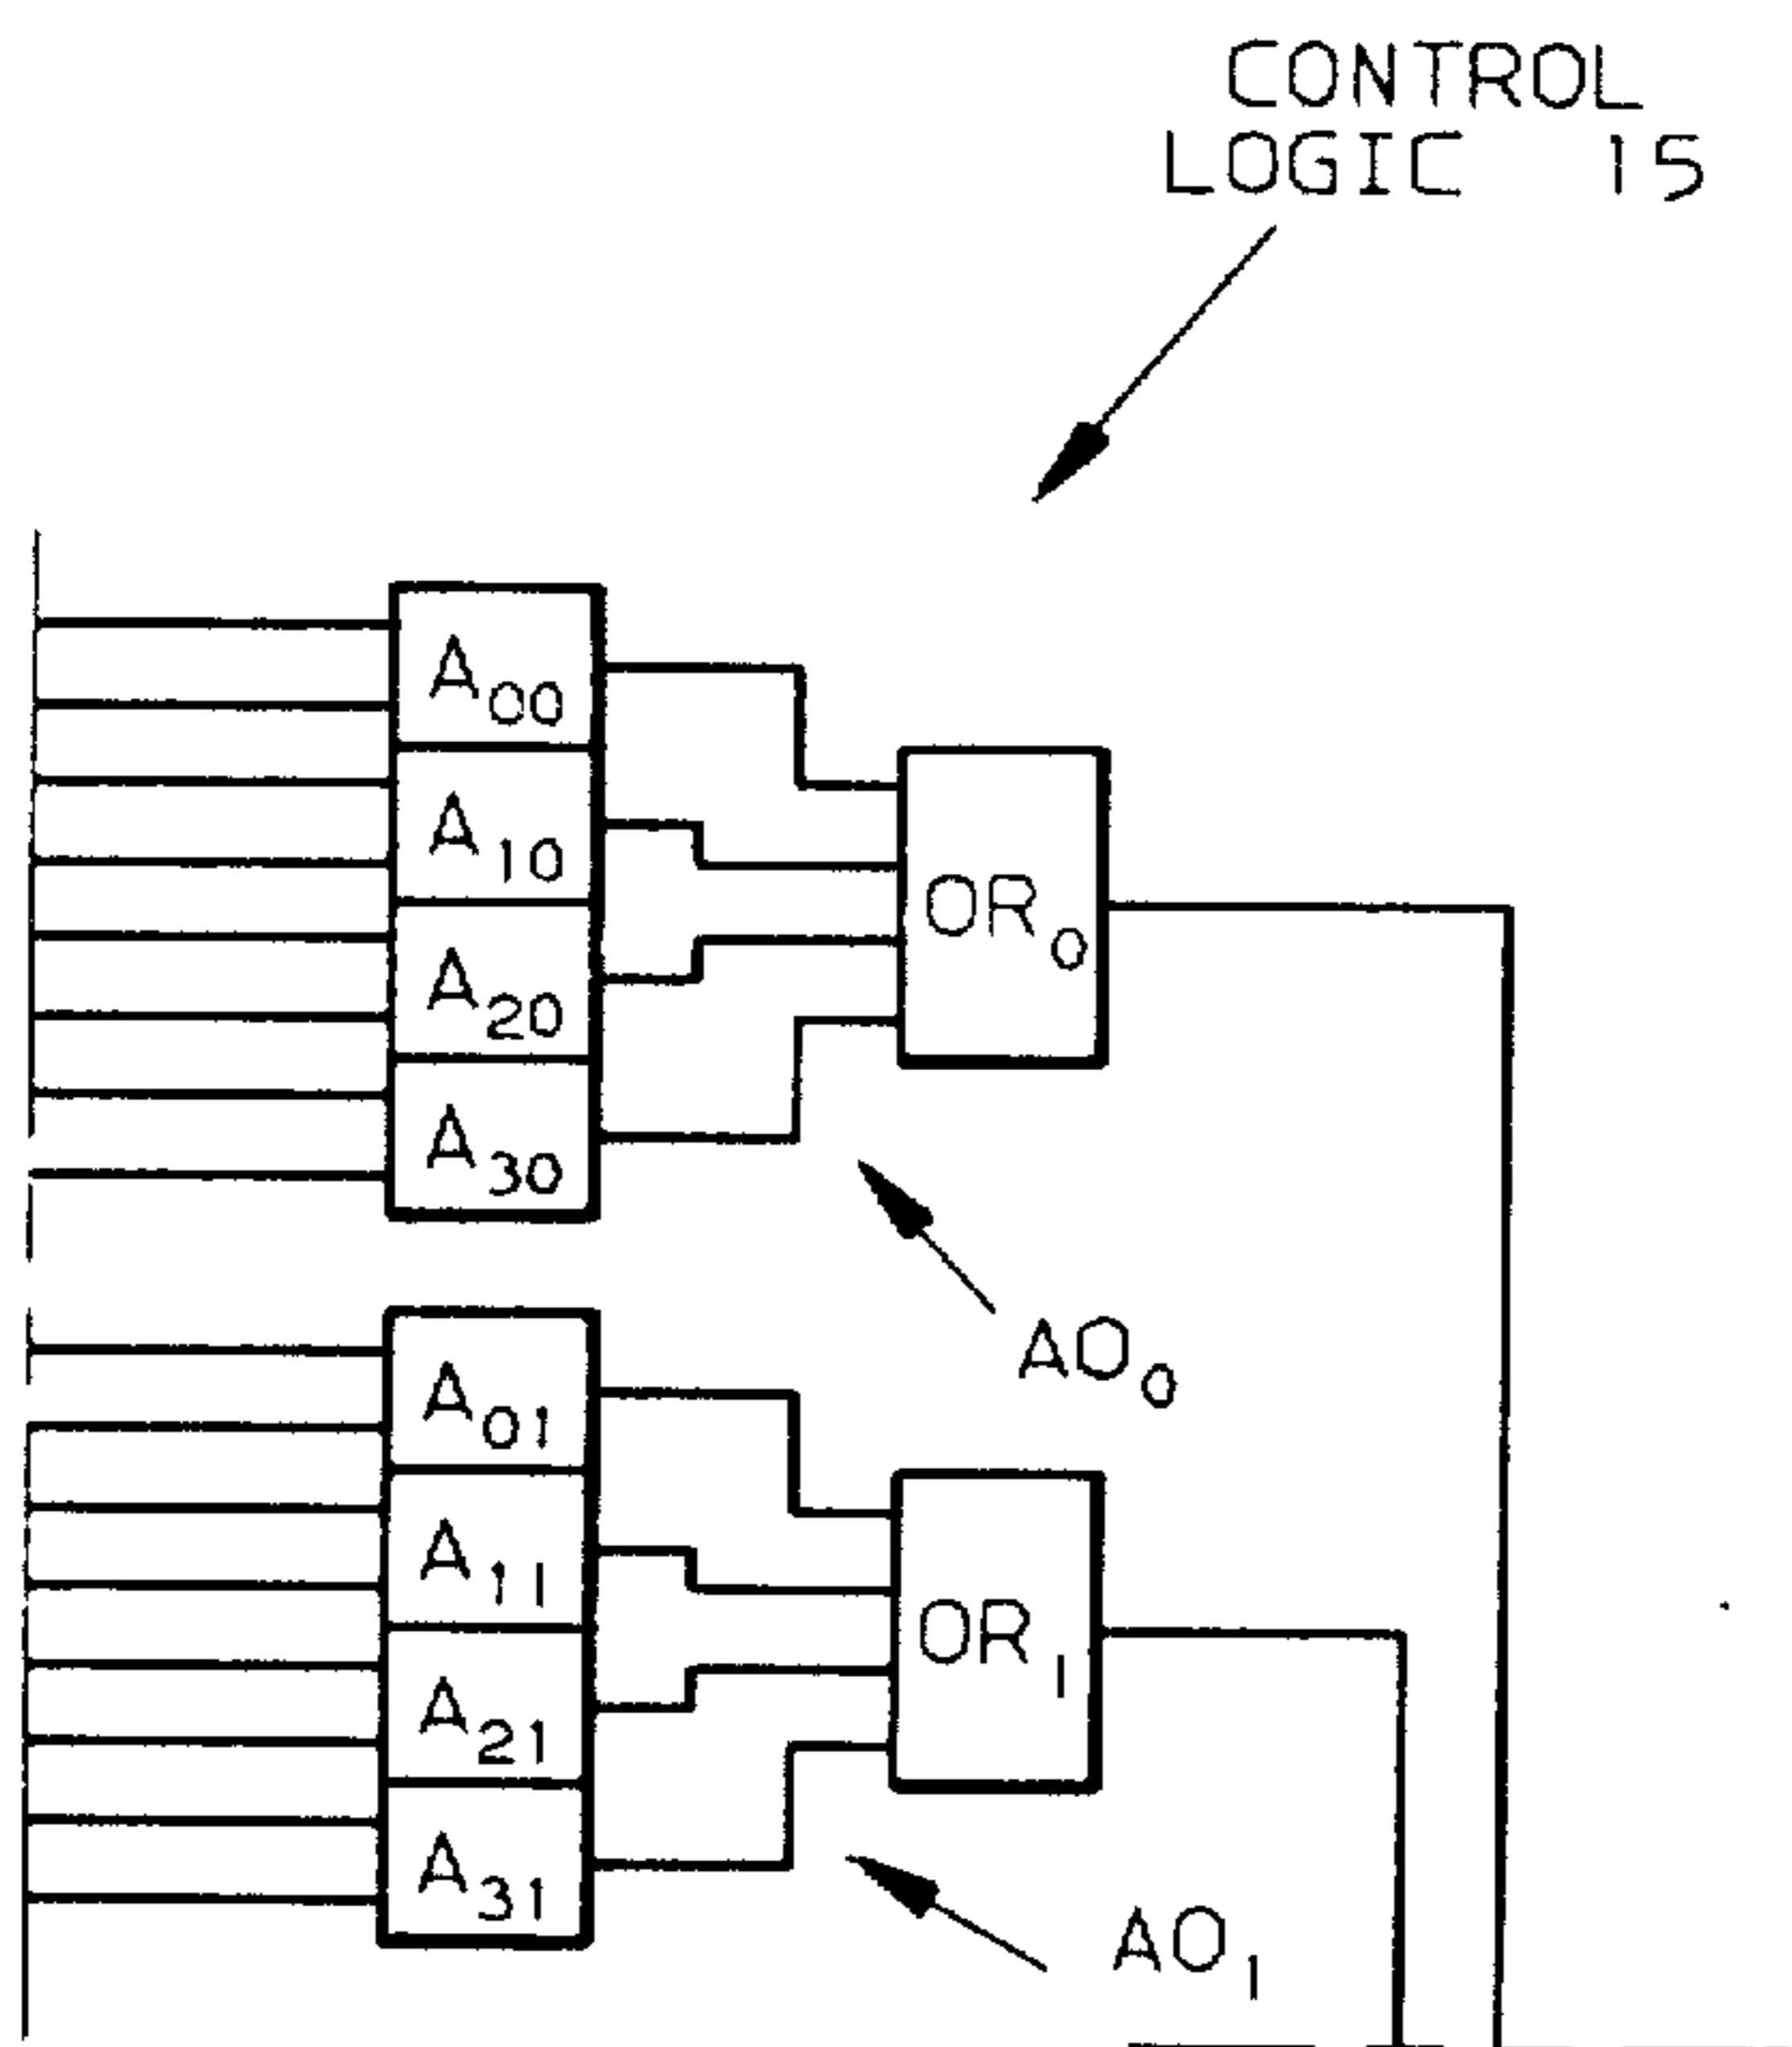 CONTROL
LOGIC 15
A00
A10
A20
A30
OR0
AO0
A01
A11
A21
A31
OR1
AO1